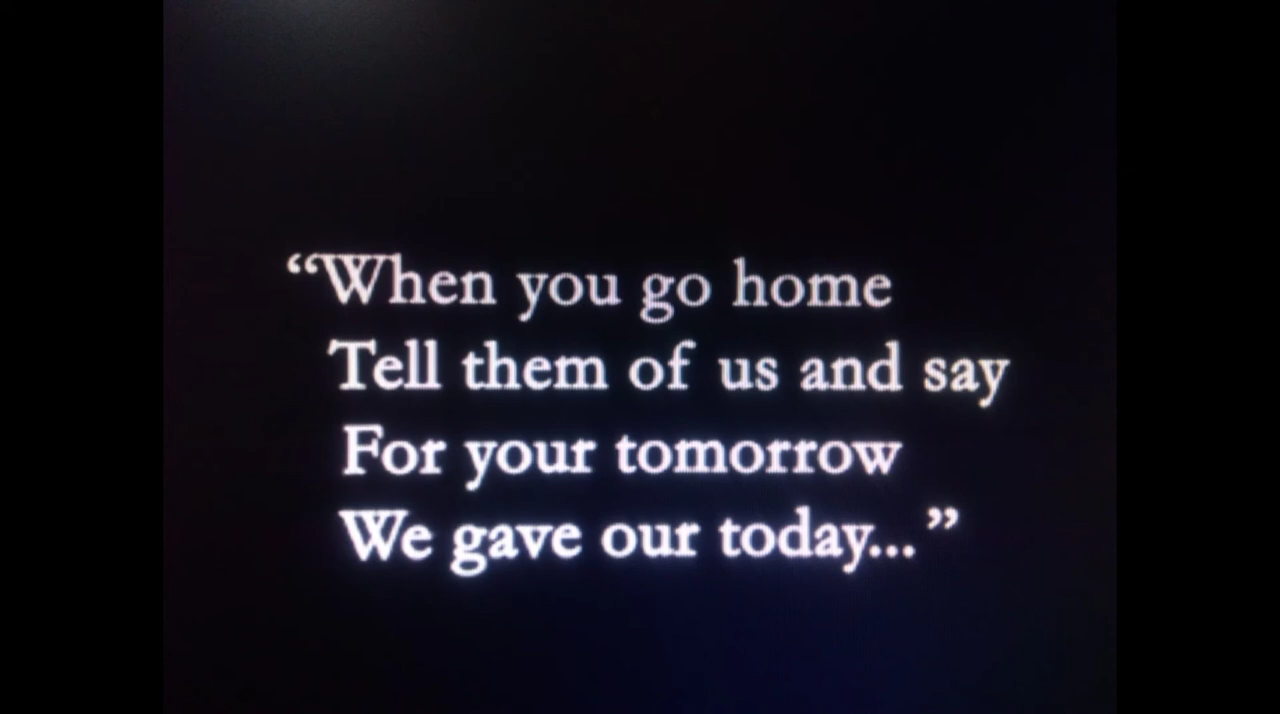 “When you go home
Tell them of us and say
For your tomorrow
We gave our today...”